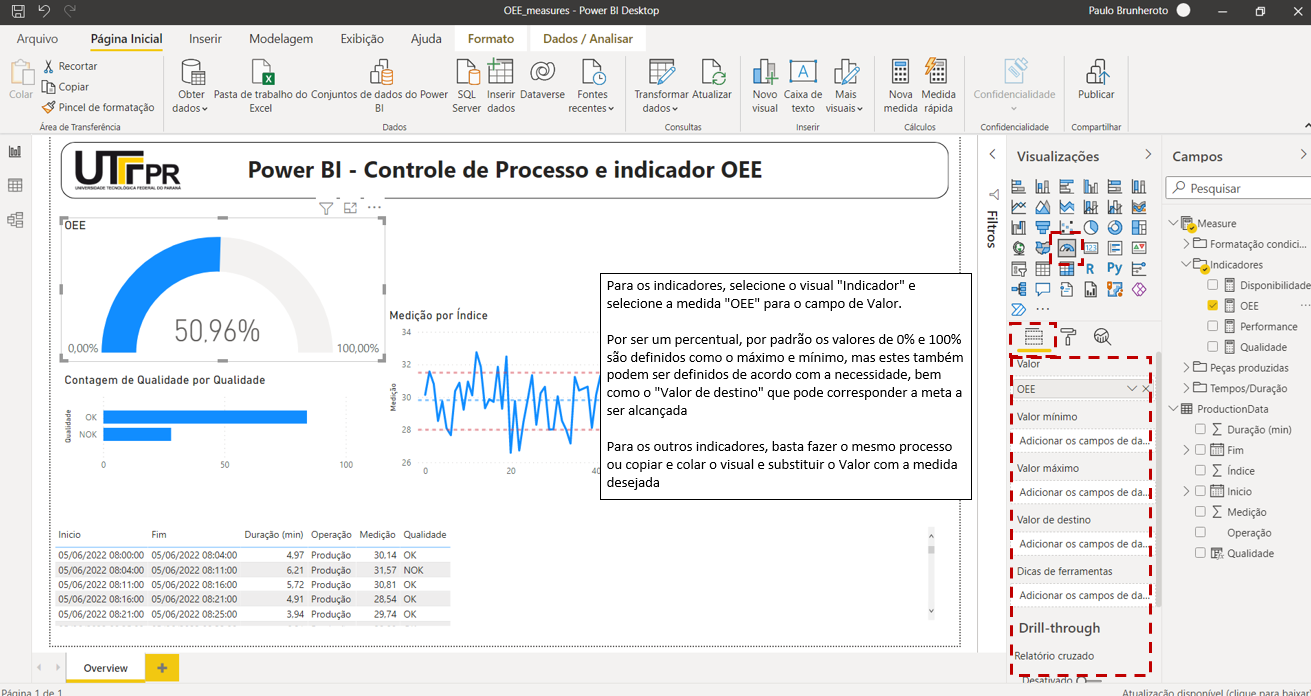 OEE_measures - Power BI Desktop
Paulo Brunheroto
Arquivo
Página Inicial
Inserir
Modelagem
Exibição
Ajuda
Formato
Dados / Analisar
Colar
Recortar
Copiar
Pincel de formatação
Área de Transferência
Obter dados
Pasta de trabalho do Excel
Conjuntos de dados do Power BI
SQL Server
Inserir dados
Dataverse
Fontes recentes
Dados
Transformar dados
Atualizar
Consultas
Novo visual
Caixa de texto
Mais visuais
Inserir
Nova medida
Medida rápida
Cálculos
Confidencialidade
Confidencialidade
Publicar
Compartilhar
UTFPR
UNIVERSIDADE TECNOLÓGICA FEDERAL DO PARANÁ
Power BI - Controle de Processo e indicador OEE
OEE
50,96%
0,00%
100,00%
Contagem de Qualidade por Qualidade
Qualidade
OK
NOK
0
50
100
Medição por Índice
Medição
34
32
30
28
26
0
20
40
Para os indicadores, selecione o visual "Indicador" e
selecione a medida "OEE" para o campo de Valor.
Por ser um percentual, por padrão os valores de 0% e 100%
são definidos como o máximo e mínimo, mas estes também
podem ser definidos de acordo com a necessidade, bem
como o "Valor de destino" que pode corresponder a meta a
ser alcançada
Para os outros indicadores, basta fazer o mesmo processo
ou copiar e colar o visual e substituir o Valor com a medida
desejada
Inicio Fim Duração (min) Operação Medição Qualidade
05/06/2022 08:00:00 05/06/2022 08:04:00 4,97 Produção 30.14 OK
05/06/2022 08:04:00 05/06/2022 08:11:00 6,21 Produção 31.57 NOK
05/06/2022 08:11:00 05/06/2022 08:16:00 5,72 Produção 30.81 OK
05/06/2022 08:16:00 05/06/2022 08:21:00 4,91 Produção 28.54 OK
05/06/2022 08:21:00 05/06/2022 08:25:00 3,94 Produção 29.74 OK
Filtros
Visualizações
R
Py
123
Valor
OEE
Valor mínimo
Adicionar os campos de da...
Valor máximo
Adicionar os campos de da...
Valor de destino
Adicionar os campos de da...
Dicas de ferramentas
Adicionar os campos de da...
Drill-through
Relatório cruzado
Desativado
Campos
Pesquisar
Measure
Formatação condici...
Indicadores
Disponibilidade
OEE
Performance
Qualidade
Peças produzidas
Tempos/Duração
ProductionData
Duração (min)
Fim
Índice
Inicio
Medição
Operação
Qualidade
Overview
Página 1 de 1
Atualização disponível (clique para baixar